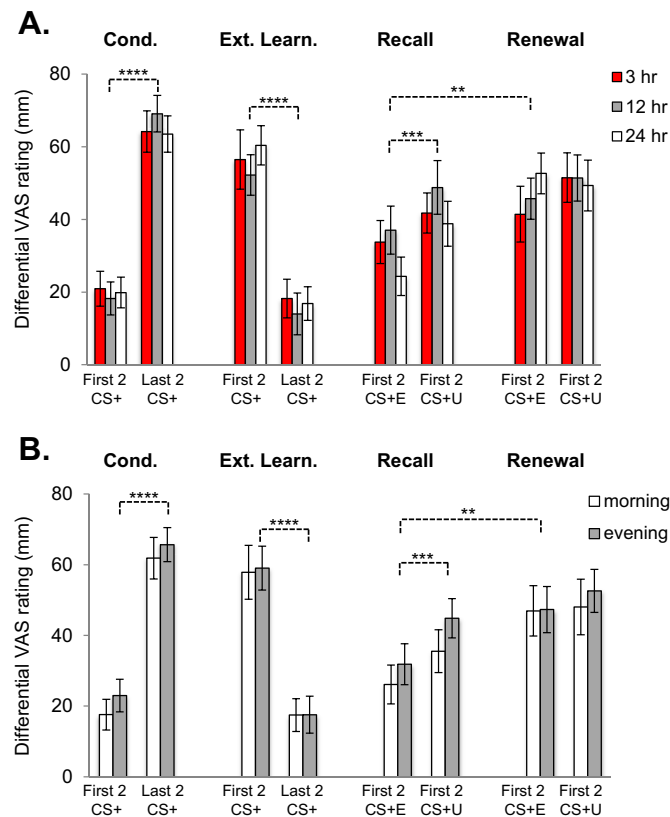 A.
Cond. Ext. Learn. Recall Renewal
80
60
40
20
0
Differential VAS rating (mm)
****
****
***
**
3 hr
12 hr
24 hr
First 2 Last 2 First 2 Last 2 First 2 First 2 First 2 First 2
CS+ CS+ CS+ CS+ CS+E CS+U CS+E CS+U
B.
Cond. Ext. Learn. Recall Renewal
80
60
40
20
0
Differential VAS rating (mm)
****
****
***
**
morning
evening
First 2 Last 2 First 2 Last 2 First 2 First 2 First 2 First 2
CS+ CS+ CS+ CS+ CS+E CS+U CS+E CS+U